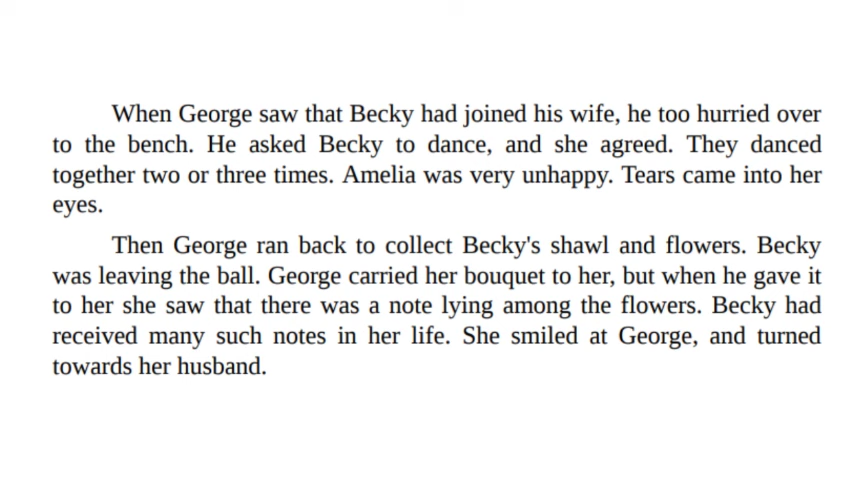 When George saw that Becky had joined his wife, he too hurried over
to the bench. He asked Becky to dance, and she agreed. They danced
together two or three times. Amelia was very unhappy. Tears came into her
eyes.
Then George ran back to collect Becky's shawl and flowers. Becky
was leaving the ball. George carried her bouquet to her, but when he gave it
to her she saw that there was a note lying among the flowers. Becky had
received many such notes in her life. She smiled at George, and turned
towards her husband.